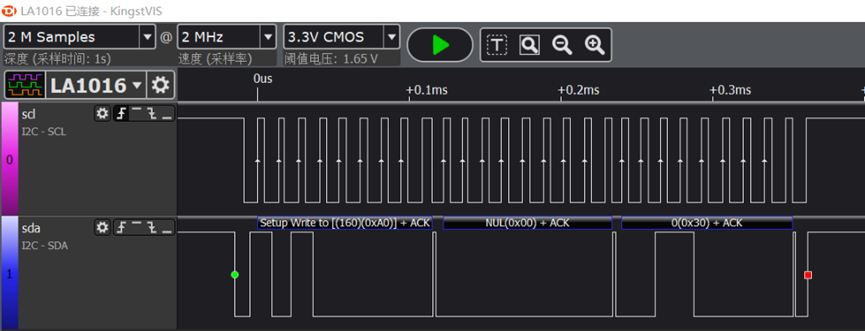 LA1016 已连接 - KingstVIS
2 M Samples @ 2 MHz 3.3V CMOS
深度 (采样时间: 1s) 速度 (采样率) 阈值电压: 1.65 V
T
LA1016
0us +0.1ms +0.2ms +0.3ms +
scl
I2C - SCL
0
sda
I2C - SDA
1
Setup Write to [(160)(0xA0)] + ACK NUL(0x00) + ACK 0(0x30) + ACK